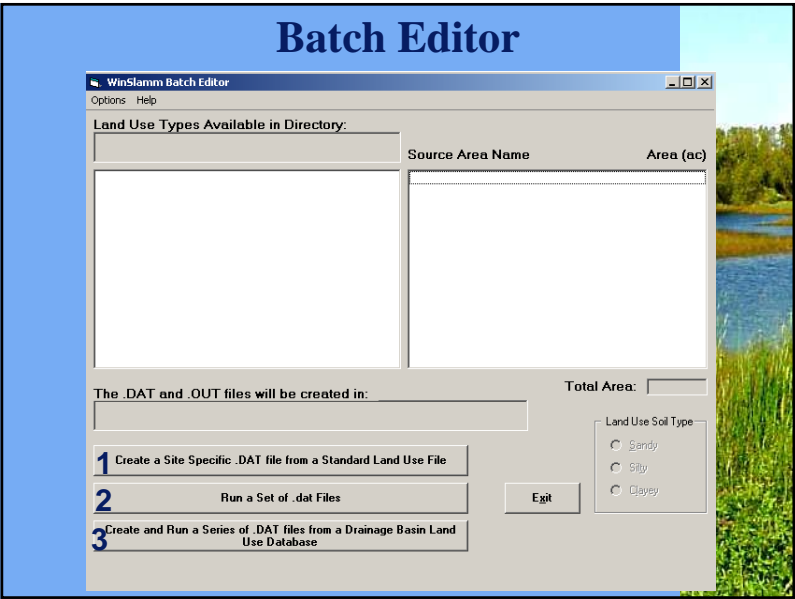 Batch Editor
WinSlamm Batch Editor
Options Help
Land Use Types Available in Directory:
Source Area Name Area (ac)
The .DAT and .OUT files will be created in:
Total Area:
Land Use Soil Type
Sandy
Silty
Clayey
1 Create a Site Specific .DAT file from a Standard Land Use File
2 Run a Set of .dat Files
Exit
3 Create and Run a Series of .DAT files from a Drainage Basin Land
Use Database